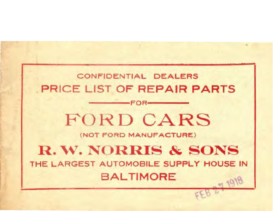 CONFIDENTIAL DEALERS
PRICE LIST OF REPAIR PARTS
FOR
FORD CARS
(NOT FORD MANUFACTURE)
R. W. NORRIS & SONS
THE LARGEST AUTOMOBILE SUPPLY HOUSE IN
BALTIMORE
FEB 27 1918